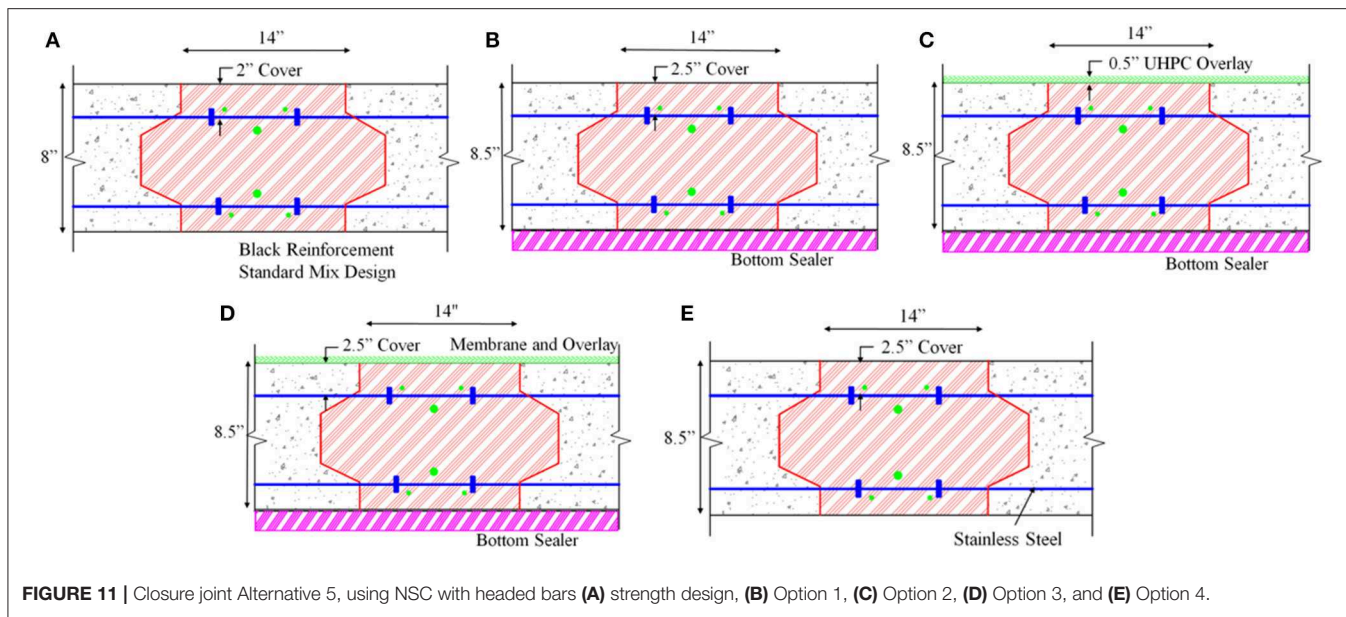 A
14”
2” Cover
8”
Black Reinforcement
Standard Mix Design
B
14”
2.5” Cover
8.5”
Bottom Sealer
C
14”
0.5” UHPC Overlay
8.5”
Bottom Sealer
D
14"
2.5” Cover
Membrane and Overlay
8.5”
Bottom Sealer
E
14”
2.5” Cover
8.5”
Stainless Steel
FIGURE 11 | Closure joint Alternative 5, using NSC with headed bars (A) strength design, (B) Option 1, (C) Option 2, (D) Option 3, and (E) Option 4.